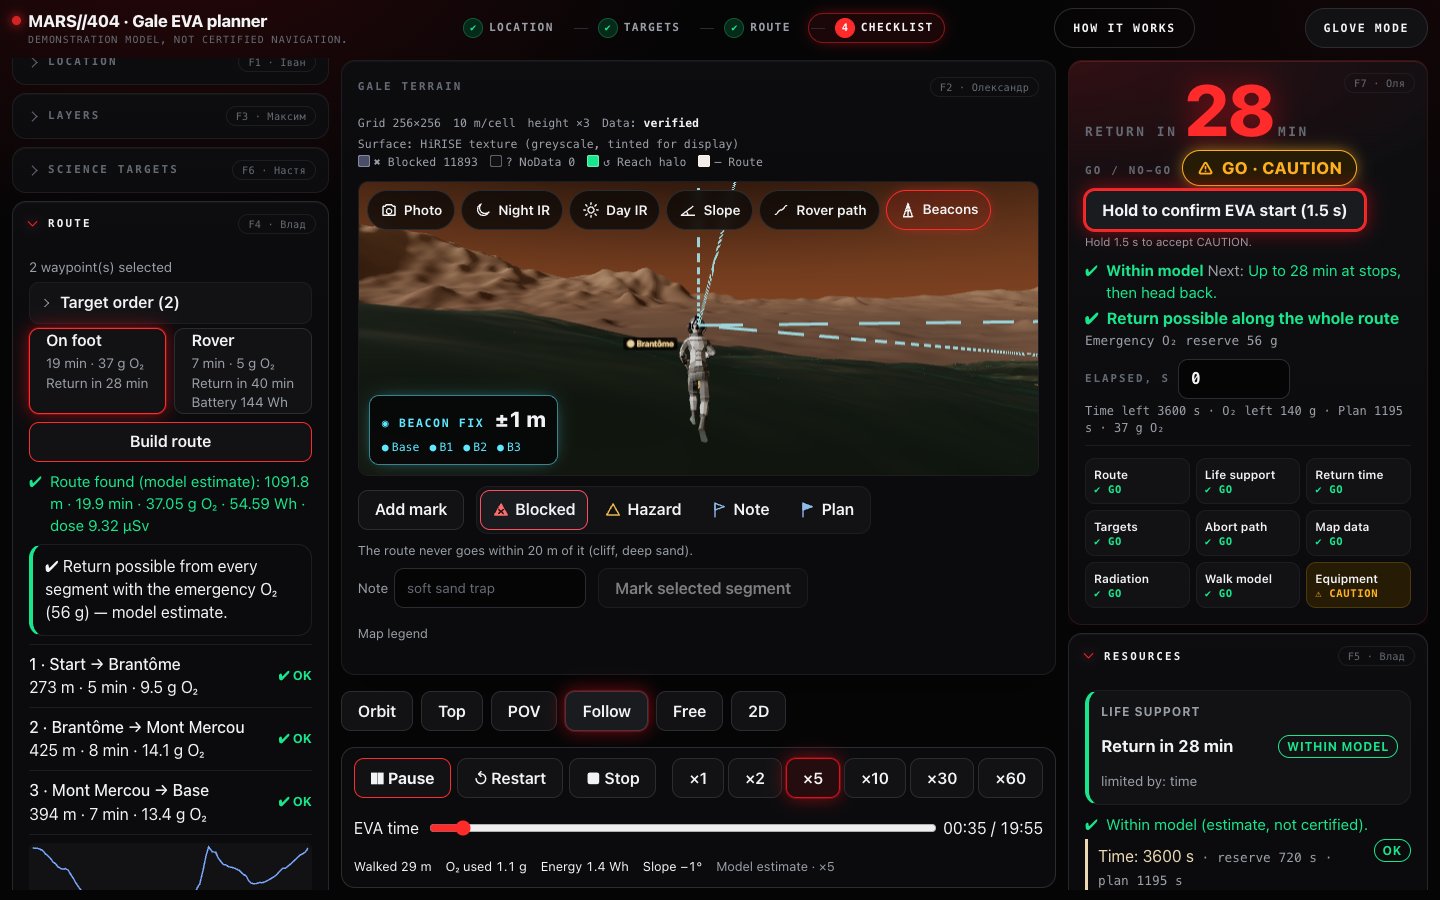 MARS//404 · Gale EVA planner
DEMONSTRATION MODEL, NOT CERTIFIED NAVIGATION.
✔ LOCATION
✔ TARGETS
✔ ROUTE
4 CHECKLIST
HOW IT WORKS
GLOVE MODE
LOCATION
F1 · Іван
LAYERS
F3 · Максим
SCIENCE TARGETS
F6 · Настя
ROUTE
F4 · Влад
2 waypoint(s) selected
Target order (2)
On foot
19 min · 37 g O₂
Return in 28 min
Rover
7 min · 5 g O₂
Return in 40 min
Battery 144 Wh
Build route
✔ Route found (model estimate): 1091.8
m · 19.9 min · 37.05 g O₂ · 54.59 Wh ·
dose 9.32 µSv
✔ Return possible from every
segment with the emergency O₂
(56 g) — model estimate.
1 · Start → Brantôme
273 m · 5 min · 9.5 g O₂
✔ OK
2 · Brantôme → Mont Mercou
425 m · 8 min · 14.1 g O₂
✔ OK
3 · Mont Mercou → Base
394 m · 7 min · 13.4 g O₂
✔ OK
GALE TERRAIN
F2 · Олександр
Grid 256×256 10 m/cell height ×3 Data: verified
Surface: HiRISE texture (greyscale, tinted for display)
✖ Blocked 11893 ? NoData 0 ↺ Reach halo — Route
Photo
Night IR
Day IR
Slope
Rover path
Beacons
Brantôme
◉ BEACON FIX ±1 m
●Base ●B1 ●B2 ●B3
Add mark
Blocked
Hazard
Note
Plan
The route never goes within 20 m of it (cliff, deep sand).
Note
soft sand trap
Mark selected segment
Map legend
Orbit
Top
POV
Follow
Free
2D
Pause
Restart
Stop
×1
×2
×5
×10
×30
×60
EVA time
00:35 / 19:55
Walked 29 m O₂ used 1.1 g Energy 1.4 Wh Slope −1° Model estimate · ×5
F7 · Оля
RETURN IN 28 MIN
GO / NO—GO
GO · CAUTION
Hold to confirm EVA start (1.5 s)
Hold 1.5 s to accept CAUTION.
✔ Within model Next: Up to 28 min at stops,
then head back.
✔ Return possible along the whole route
Emergency O₂ reserve 56 g
ELAPSED, S
0
Time left 3600 s · O₂ left 140 g · Plan 1195
s · 37 g O₂
Route
✔ GO
Life support
✔ GO
Return time
✔ GO
Targets
✔ GO
Abort path
✔ GO
Map data
✔ GO
Radiation
✔ GO
Walk model
✔ GO
Equipment
⚠ CAUTION
RESOURCES
F5 · Влад
LIFE SUPPORT
Return in 28 min
WITHIN MODEL
limited by: time
✔ Within model (estimate, not certified).
Time: 3600 s · reserve 720 s ·
plan 1195 s
OK